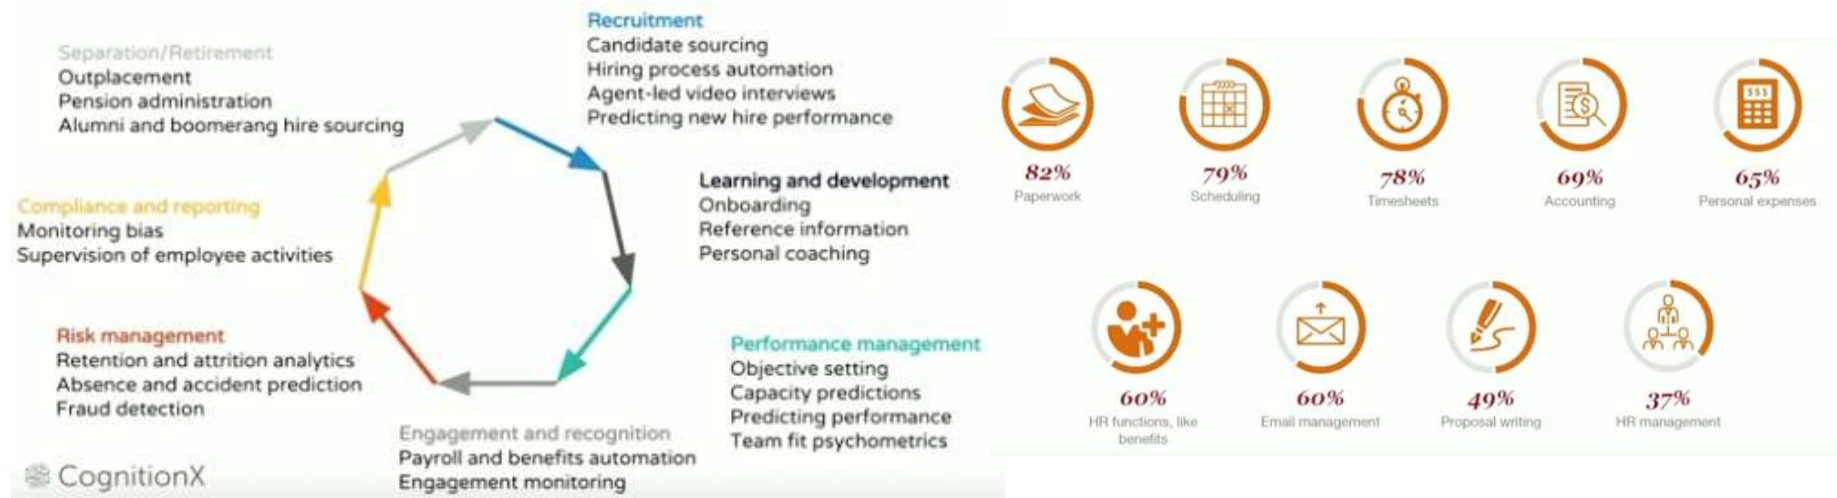 Recruitment
Candidate sourcing
Hiring process automation
Agent-led video interviews
Predicting new hire performance
Learning and development
Onboarding
Reference information
Personal coaching
Performance management
Objective setting
Capacity predictions
Predicting performance
Team fit psychometrics
Engagement and recognition
Payroll and benefits automation
Engagement monitoring
Risk management
Retention and attrition analytics
Absence and accident prediction
Fraud detection
Compliance and reporting
Monitoring bias
Supervision of employee activities
Separation/Retirement
Outplacement
Pension administration
Alumni and boomerang hire sourcing
CognitionX
$$$
$
82%
Paperwork
79%
Scheduling
78%
Timesheets
69%
Accounting
65%
Personal expenses
60%
HR functions, like
benefits
60%
Email management
49%
Proposal writing
37%
HR management